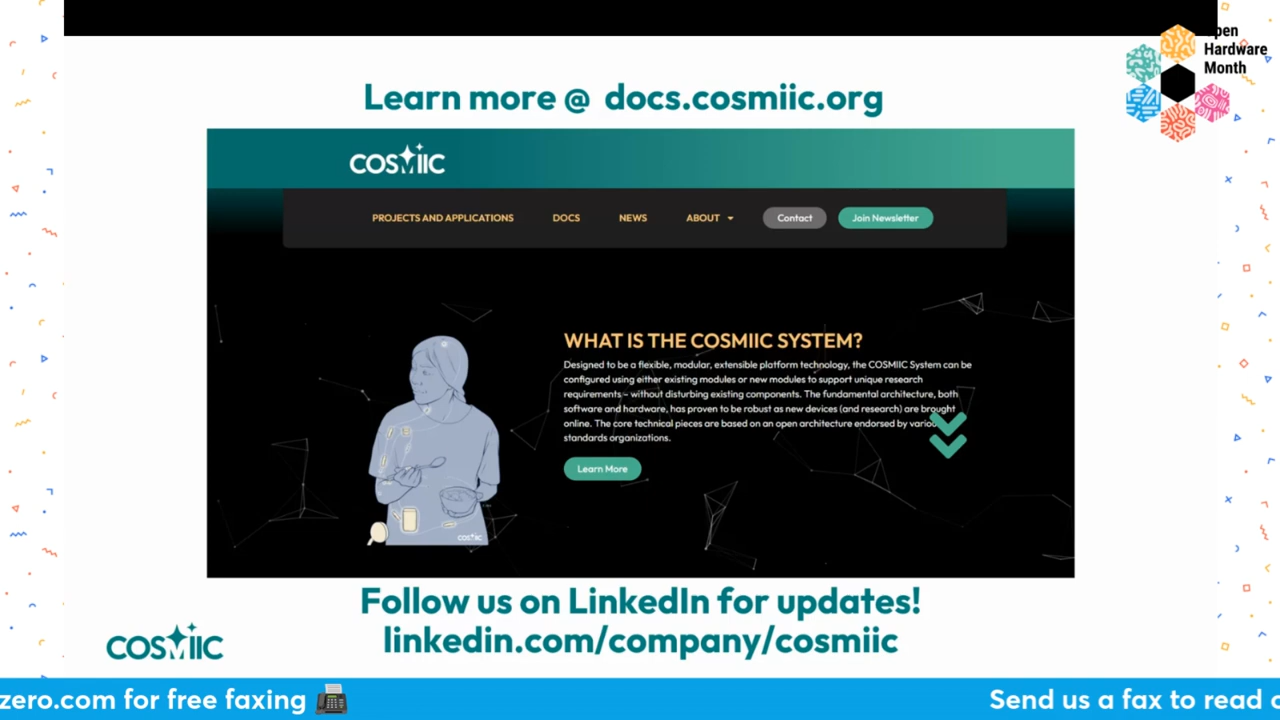 Open
Hardware
Month
Learn more @ docs.cosmiic.org
COSMIIC
PROJECTS AND APPLICATIONS DOCS NEWS ABOUT Contact Join Newsletter
WHAT IS THE COSMIIC SYSTEM?
Designed to be a flexible, modular, extensible platform technology, the COSMIIC System can be
configured using either existing modules or new modules to support unique research
requirements – without disturbing existing components. The fundamental architecture, both
software and hardware, has proven to be robust as new devices (and research) are brought
online. The core technical pieces are based on an open architecture endorsed by various
standards organizations.
Learn More
COSMIIC
Follow us on LinkedIn for updates!
linkedin.com/company/cosmiic
COSMIIC
zero.com for free faxing Send us a fax to read